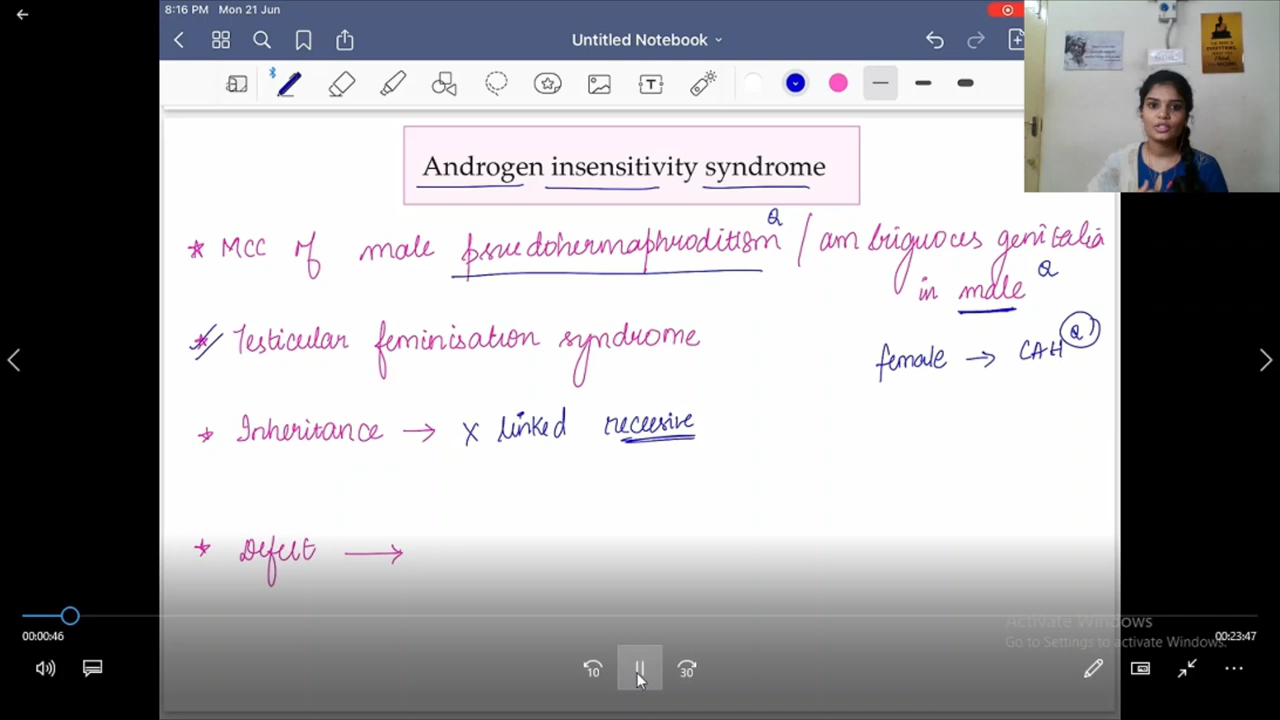 8:16 PM Mon 21 Jun
Untitled Notebook
Androgen insensitivity syndrome
* MCC of male psuedohermaphroditism Q / ambiguoces genitalia
in male Q
* Testicular feminisation syndrome
female → CAH Q
* Inheritance → X linked recessive
* Defect →
Activate Windows
Go to Settings to activate Windows.
00:00:46
00:23:47
10
30